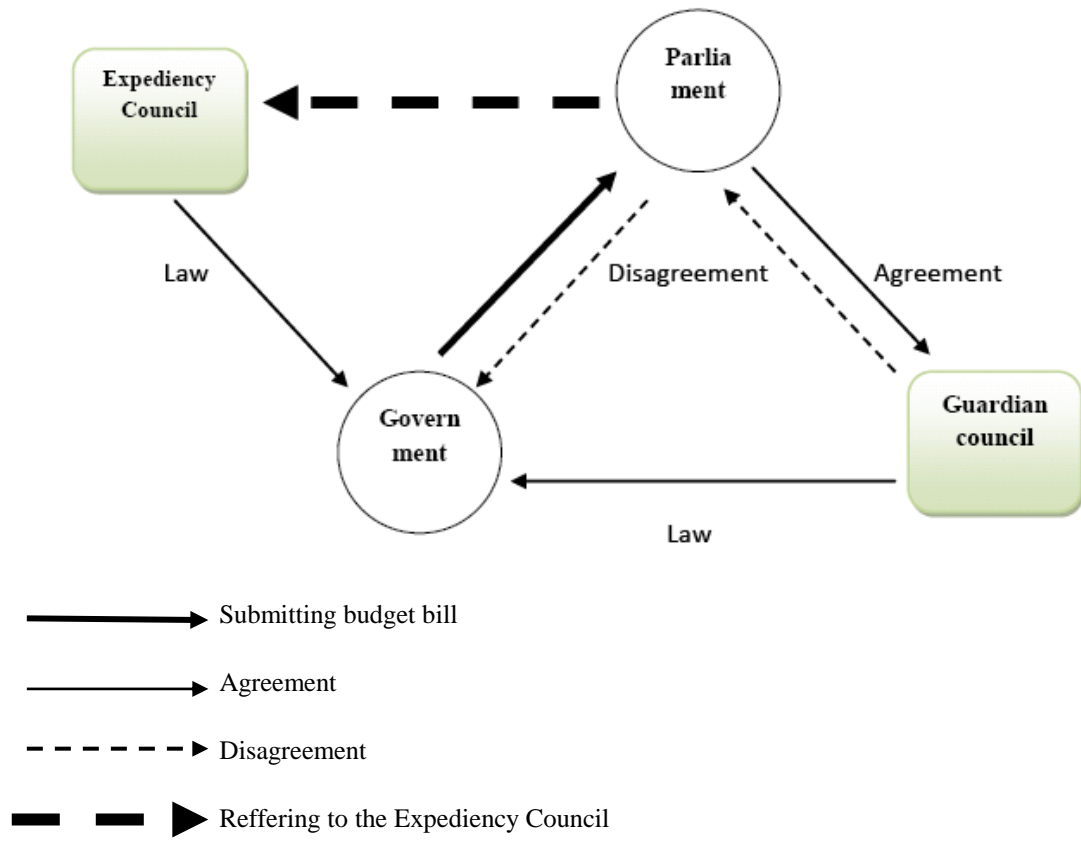 Expediency
Council
Parlia
ment
Law
Disagreement
Agreement
Govern
ment
Guardian
council
Law
Submitting budget bill
Agreement
Disagreement
Reffering to the Expediency Council